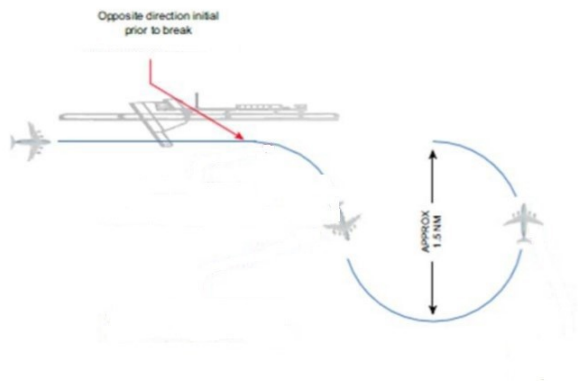 Opposite direction initial
prior to break
APPROX
1.5 NM